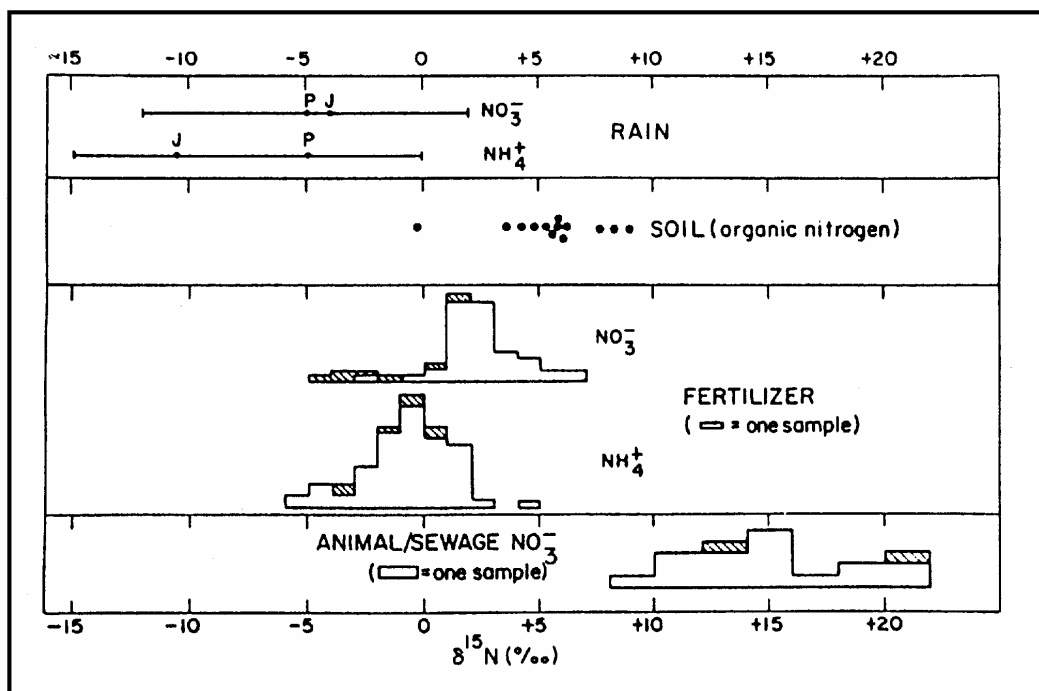 -15 -10 -5 0 +5 +10 +15 +20
P J
NO3-
RAIN
J P
NH4+
SOIL (organic nitrogen)
NO3-
FERTILIZER
( = one sample)
NH4+
ANIMAL/SEWAGE NO3-
( = one sample)
-15 -10 -5 0 +5 +10 +15 +20
δ15N (‰)